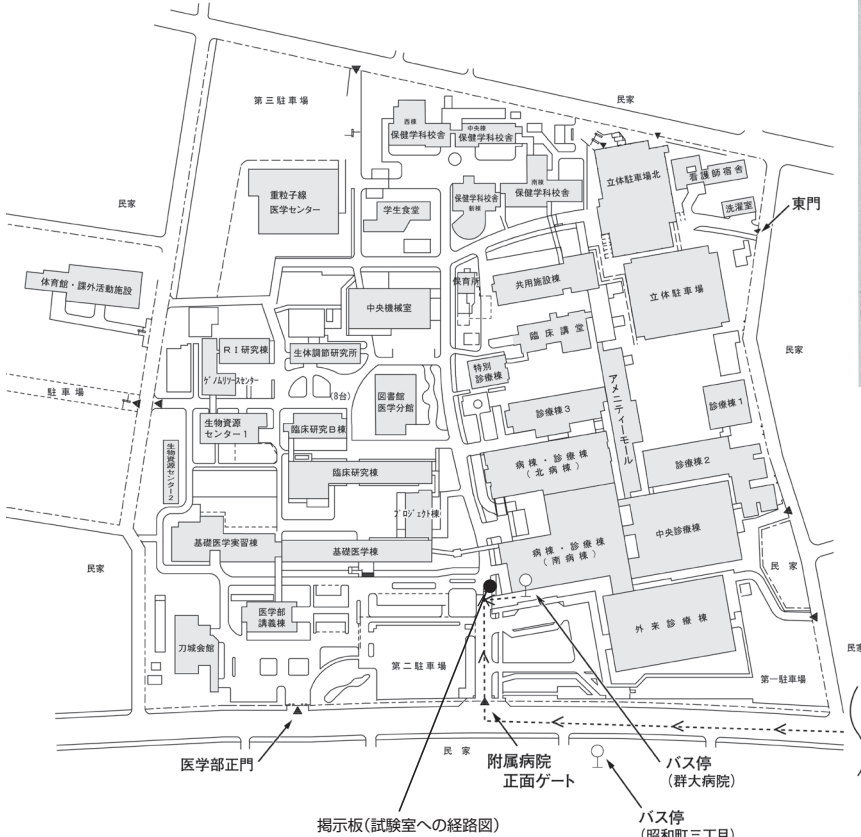 民家
第三駐車場
西棟
保健学科校舎
中央棟
保健学科校舎
南棟
保健学科校舎
保健学科校舎
新棟
立体駐車場北
看護師宿舎
洗濯室
東門
重粒子線
医学センター
学生食堂
民家
体育館・課外活動施設
保育所
共用施設棟
立体駐車場
中央機械室
臨床講堂
民家
RI研究棟
生体調節研究所
ゲノムリソースセンター
特別
診療棟
アメニティーモール
駐車場
(8台)
図書館
医学分館
診療棟3
診療棟1
生物資源
センター1
臨床研究B棟
生物資源センター2
臨床研究棟
病棟・診療棟
(北病棟)
診療棟2
プロジェクト棟
中央診療棟
基礎医学実習棟
基礎医学棟
病棟・診療棟
(南病棟)
民家
民家
医学部
講義棟
外来診療棟
刀城会館
第二駐車場
第一駐車場
民家
医学部正門
民家
附属病院
正面ゲート
バス停
(群大病院)
掲示板(試験室への経路図)
バス停
(昭和町三丁目)